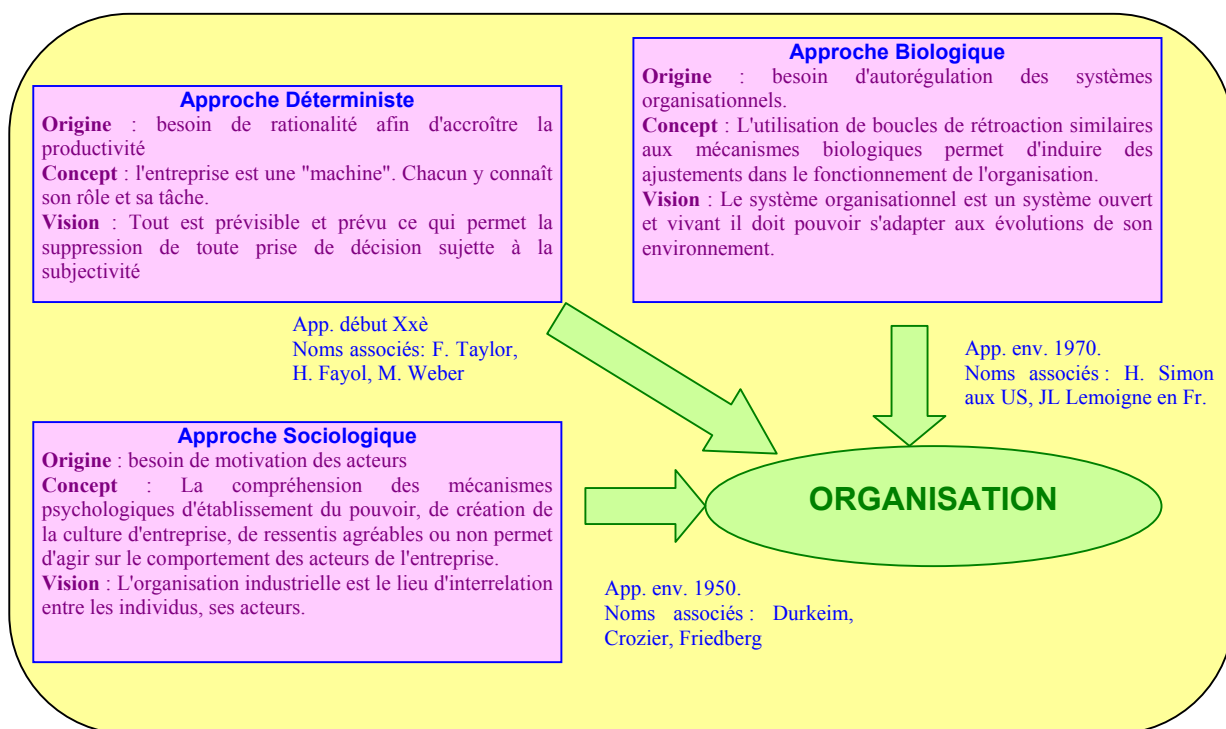 Approche Déterministe
Origine : besoin de rationalité afin d'accroître la
productivité
Concept : l'entreprise est une "machine". Chacun y connaît
son rôle et sa tâche.
Vision : Tout est prévisible et prévu ce qui permet la
suppression de toute prise de décision sujette à la
subjectivité
App. début Xxè
Noms associés: F. Taylor,
H. Fayol, M. Weber
Approche Biologique
Origine : besoin d'autorégulation des systèmes
organisationnels.
Concept : L'utilisation de boucles de rétroaction similaires
aux mécanismes biologiques permet d'induire des
ajustements dans le fonctionnement de l'organisation.
Vision : Le système organisationnel est un système ouvert
et vivant il doit pouvoir s'adapter aux évolutions de son
environnement.
App. env. 1970.
Noms associés : H. Simon
aux US, JL Lemoigne en Fr.
Approche Sociologique
Origine : besoin de motivation des acteurs
Concept : La compréhension des mécanismes
psychologiques d'établissement du pouvoir, de création de
la culture d'entreprise, de ressentis agréables ou non permet
d'agir sur le comportement des acteurs de l'entreprise.
Vision : L'organisation industrielle est le lieu d'interrelation
entre les individus, ses acteurs.
App. env. 1950.
Noms associés : Durkeim,
Crozier, Friedberg
ORGANISATION